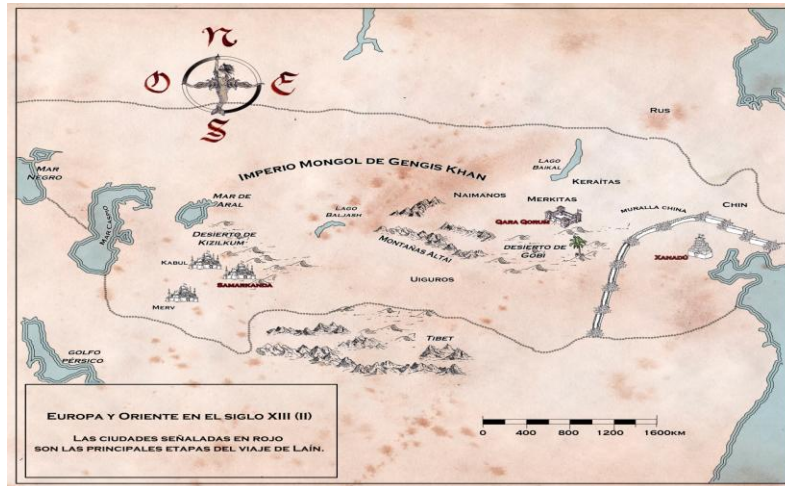 N
O
E
S
RUS
MAR
NEGRO
MAR CASPIO
MAR DE
ARAL
IMPERIO MONGOL DE GENGIS KHAN
LAGO
BALJASH
LAGO
BAIKAL
KERAÍTAS
NAIMANOS
MERKITAS
QARA QORUM
CHIN
MURALLA CHINA
XANADÚ
DESIERTO DE
KIZILKUM
KABUL
SAMARKANDA
MERV
MONTAÑAS ALTAI
DESIERTO DE
GOBI
UIGUROS
TIBET
GOLFO
PÉRSICO
EUROPA Y ORIENTE EN EL SIGLO XIII (II)
LAS CIUDADES SEÑALADAS EN ROJO
SON LAS PRINCIPALES ETAPAS DEL VIAJE DE LAÍN.
0 400 800 1200 1600KM